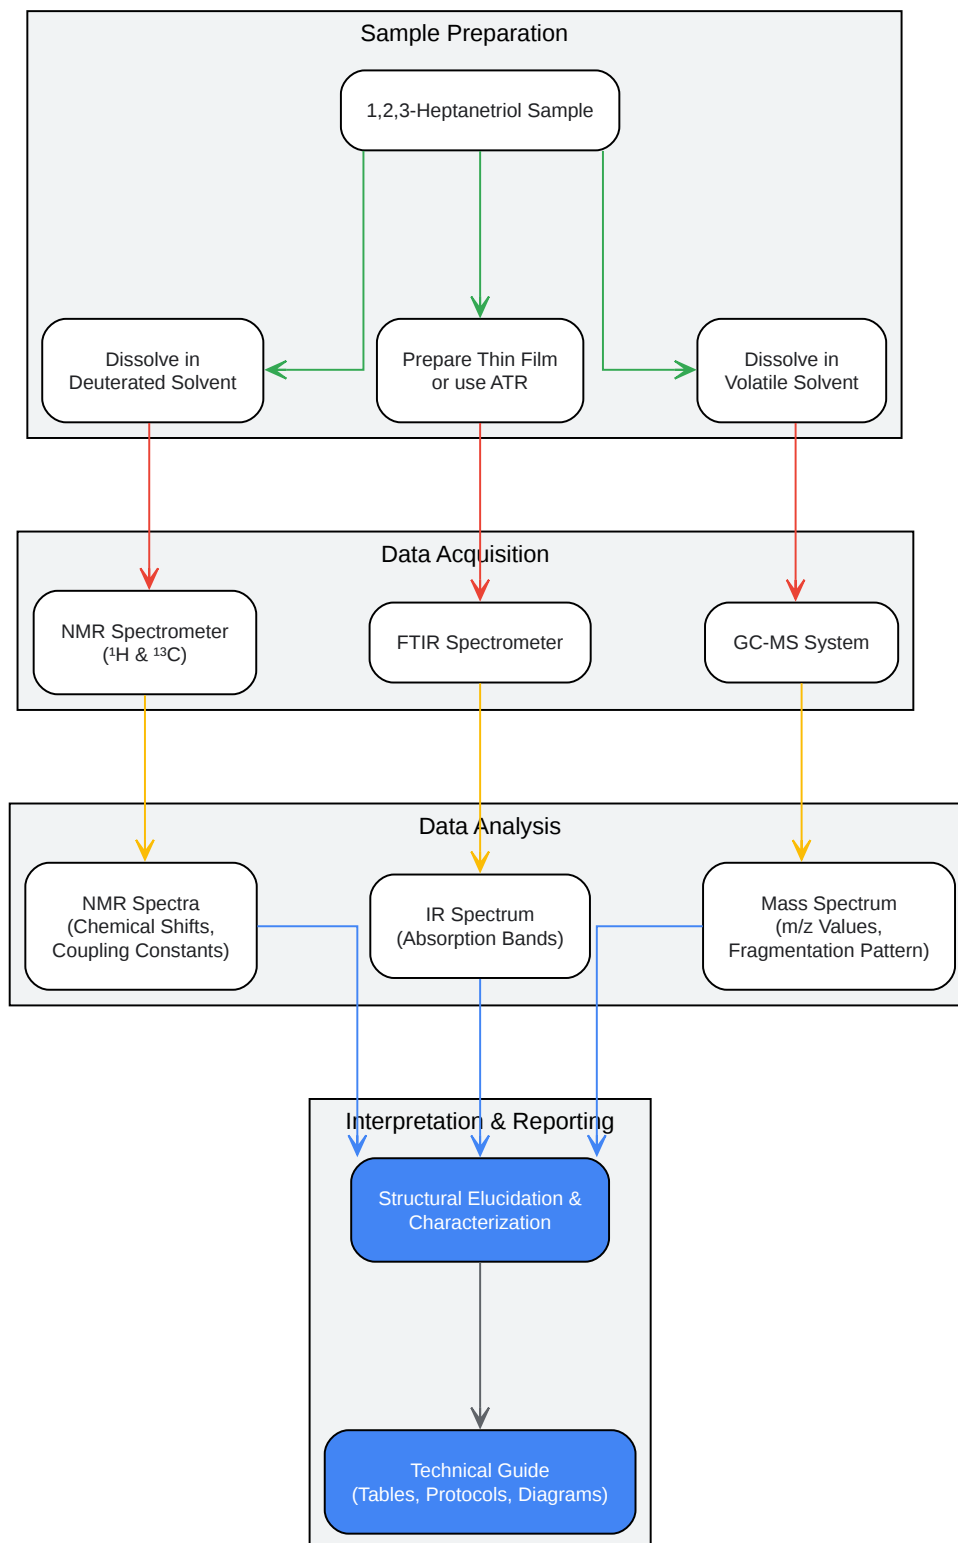 Sample Preparation
1,2,3-Heptanetriol Sample
Dissolve in
Deuterated Solvent
Prepare Thin Film
or use ATR
Dissolve in
Volatile Solvent
Data Acquisition
NMR Spectrometer
(¹H & ¹³C)
FTIR Spectrometer
GC-MS System
Data Analysis
NMR Spectra
(Chemical Shifts,
Coupling Constants)
IR Spectrum
(Absorption Bands)
Mass Spectrum
(m/z Values,
Fragmentation Pattern)
Interpretation & Reporting
Structural Elucidation &
Characterization
Technical Guide
(Tables, Protocols, Diagrams)